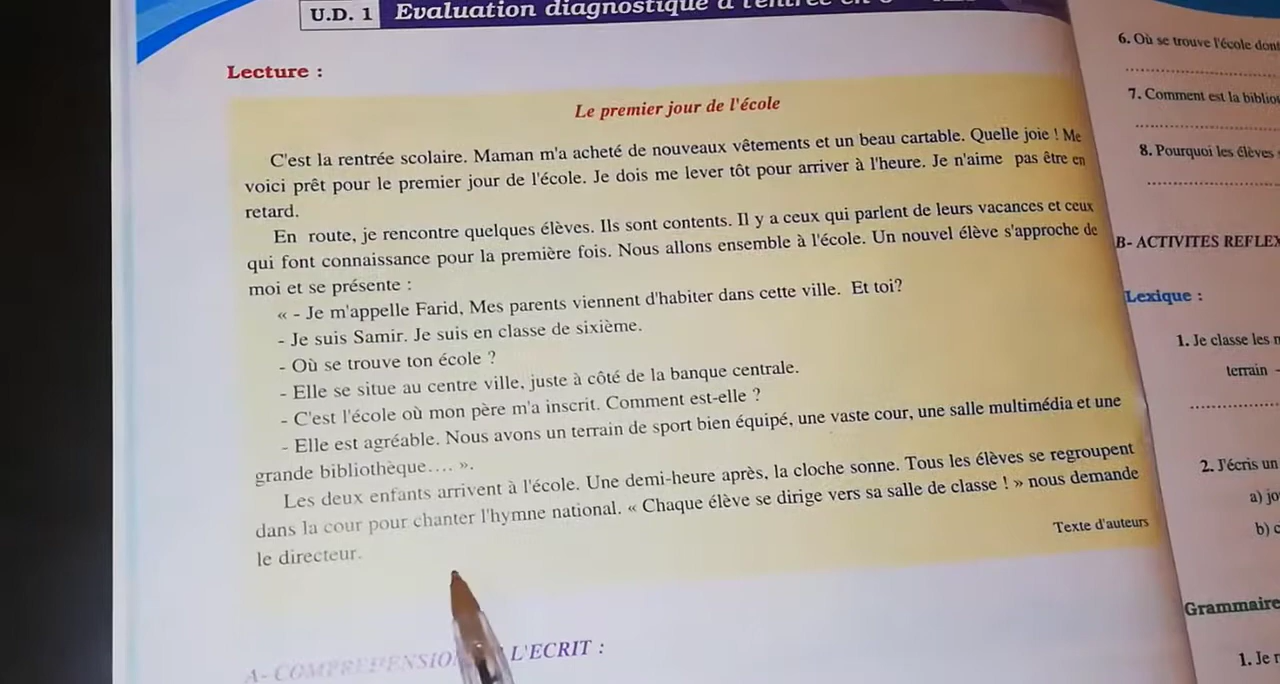 U.D. 1 Evaluation diagnostique à l'entrée en
Lecture :
Le premier jour de l'école
C'est la rentrée scolaire. Maman m'a acheté de nouveaux vêtements et un beau cartable. Quelle joie ! Me
voici prêt pour le premier jour de l'école. Je dois me lever tôt pour arriver à l'heure. Je n'aime pas être en
retard.
En route, je rencontre quelques élèves. Ils sont contents. Il y a ceux qui parlent de leurs vacances et ceux
qui font connaissance pour la première fois. Nous allons ensemble à l'école. Un nouvel élève s'approche de
moi et se présente :
« - Je m'appelle Farid, Mes parents viennent d'habiter dans cette ville. Et toi?
- Je suis Samir. Je suis en classe de sixième.
- Où se trouve ton école ?
- Elle se situe au centre ville, juste à côté de la banque centrale.
- C'est l'école où mon père m'a inscrit. Comment est-elle ?
- Elle est agréable. Nous avons un terrain de sport bien équipé, une vaste cour, une salle multimédia et une
grande bibliothèque.... ».
Les deux enfants arrivent à l'école. Une demi-heure après, la cloche sonne. Tous les élèves se regroupent
dans la cour pour chanter l'hymne national. « Chaque élève se dirige vers sa salle de classe ! » nous demande
le directeur.
Texte d'auteurs
A- COMPREHENSION L'ECRIT :
6. Où se trouve l'école dont
7. Comment est la
8. Pourquoi les élèves
B- ACTIVITES
Lexique :
1. Je classe les
terrain -
2. J'écris un
a)
b)
Grammaire
1. Je